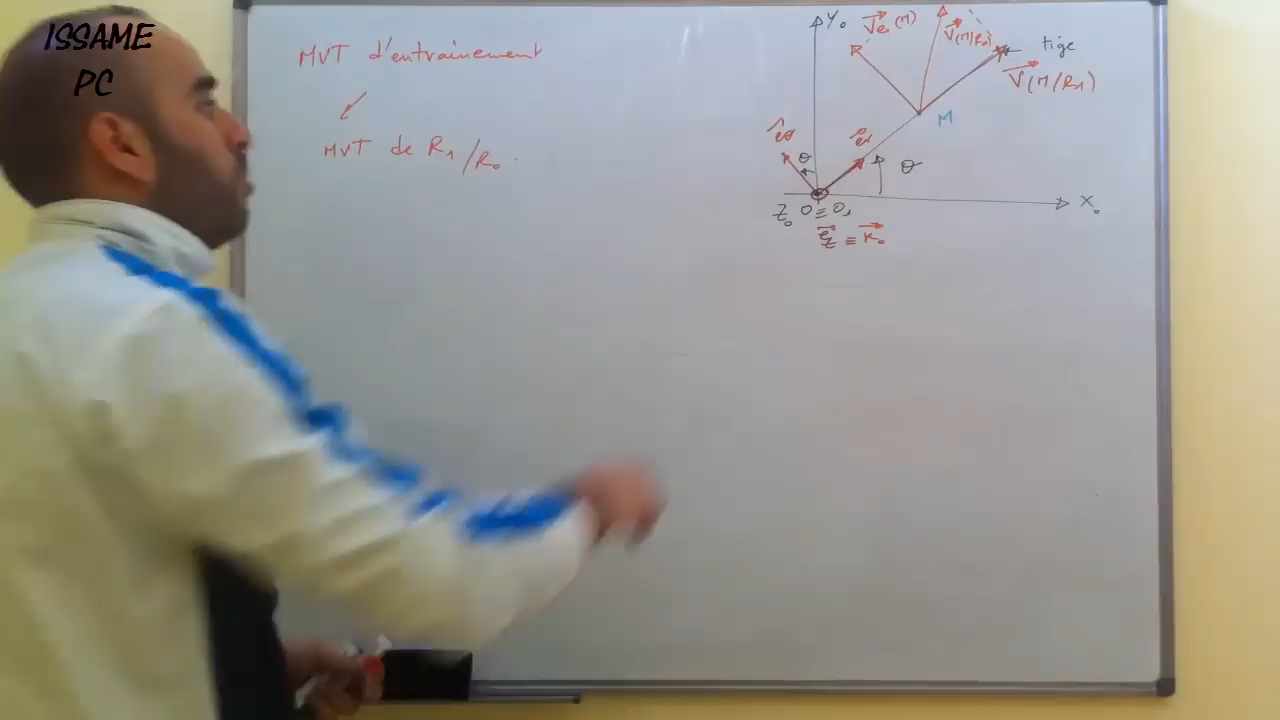 ISSAME
PC
MVT d'entrainement
MVT de R₁/R₀.
Y₀
Ve(M)
V(M/R₀)
tige
V(M/R₁)
M
eθ
er
θ
θ
X₀
Z₀ O≡O₁
ez ≡ K₀